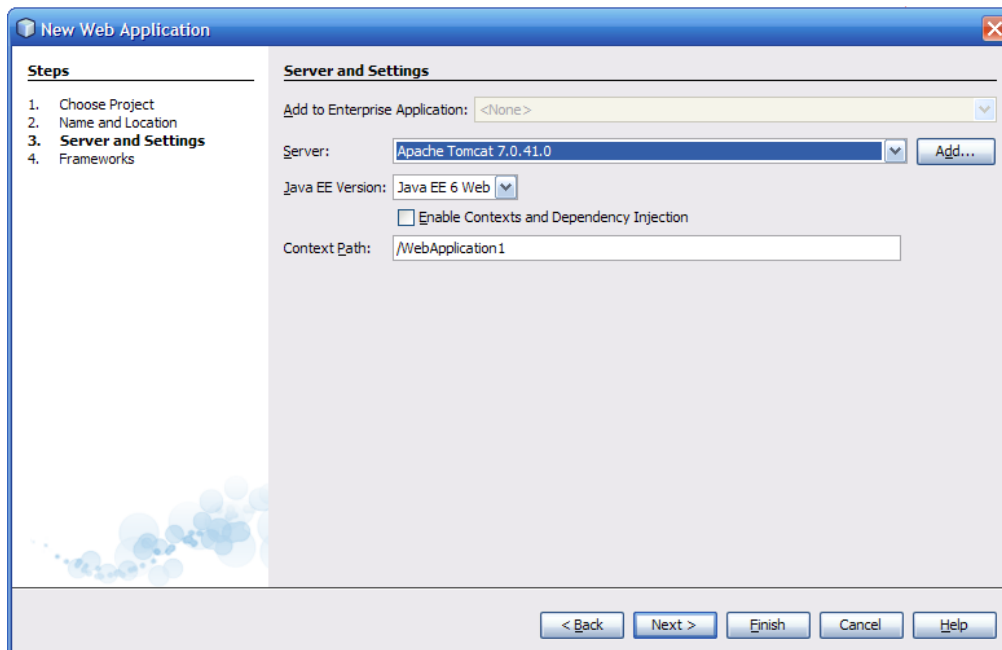 New Web Application
Steps
1. Choose Project
2. Name and Location
3. Server and Settings
4. Frameworks
Server and Settings
Add to Enterprise Application: <None>
Server: Apache Tomcat 7.0.41.0 Add...
Java EE Version: Java EE 6 Web
Enable Contexts and Dependency Injection
Context Path: /WebApplication1
< Back Next > Finish Cancel Help